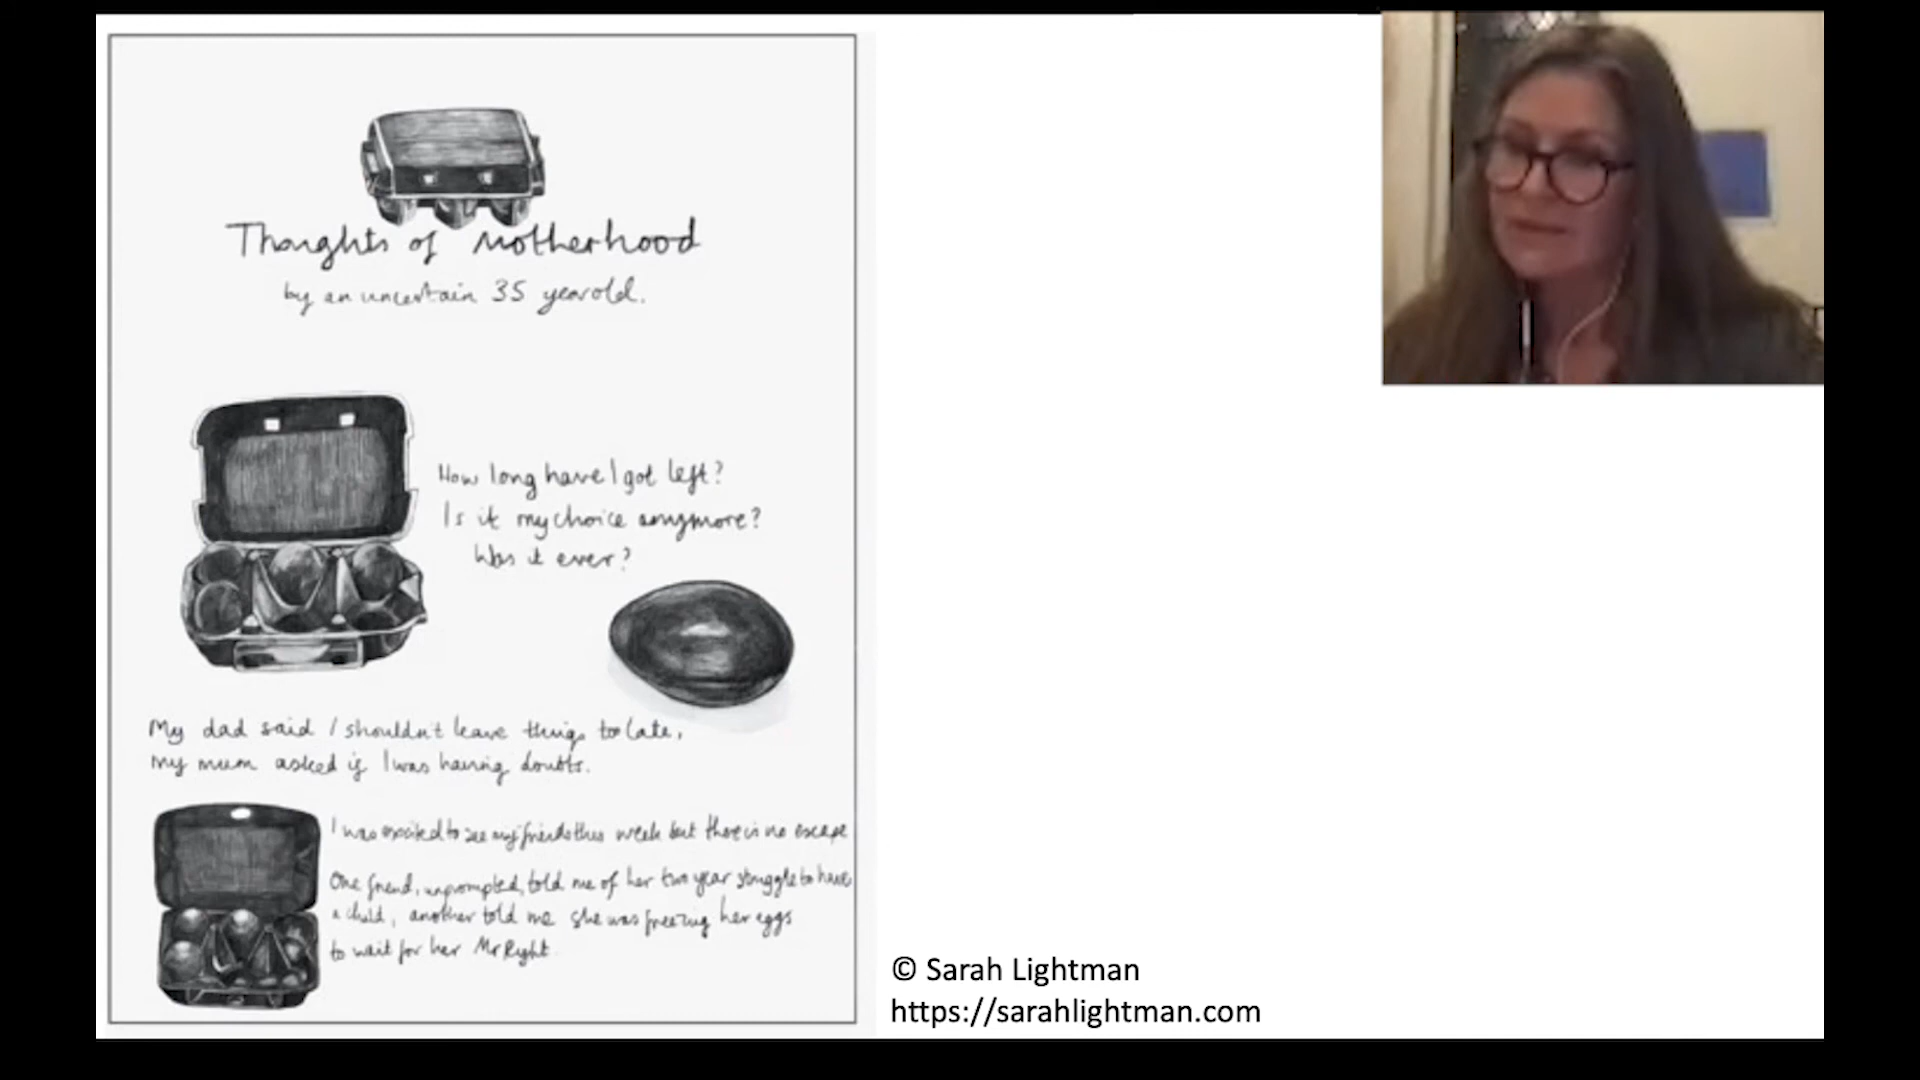 Thoughts of Motherhood
by an uncertain 35 year old.
How long have I got left?
Is it my choice anymore?
Was it ever?
My dad said I shouldn't leave things to late,
my mum asked if I was having doubts.
I was excited to see my friends this week but there is no escape
One friend, unprompted, told me of her two year struggle to have
a child, another told me she was freezing her eggs
to wait for her Mr Right.
© Sarah Lightman
https://sarahlightman.com